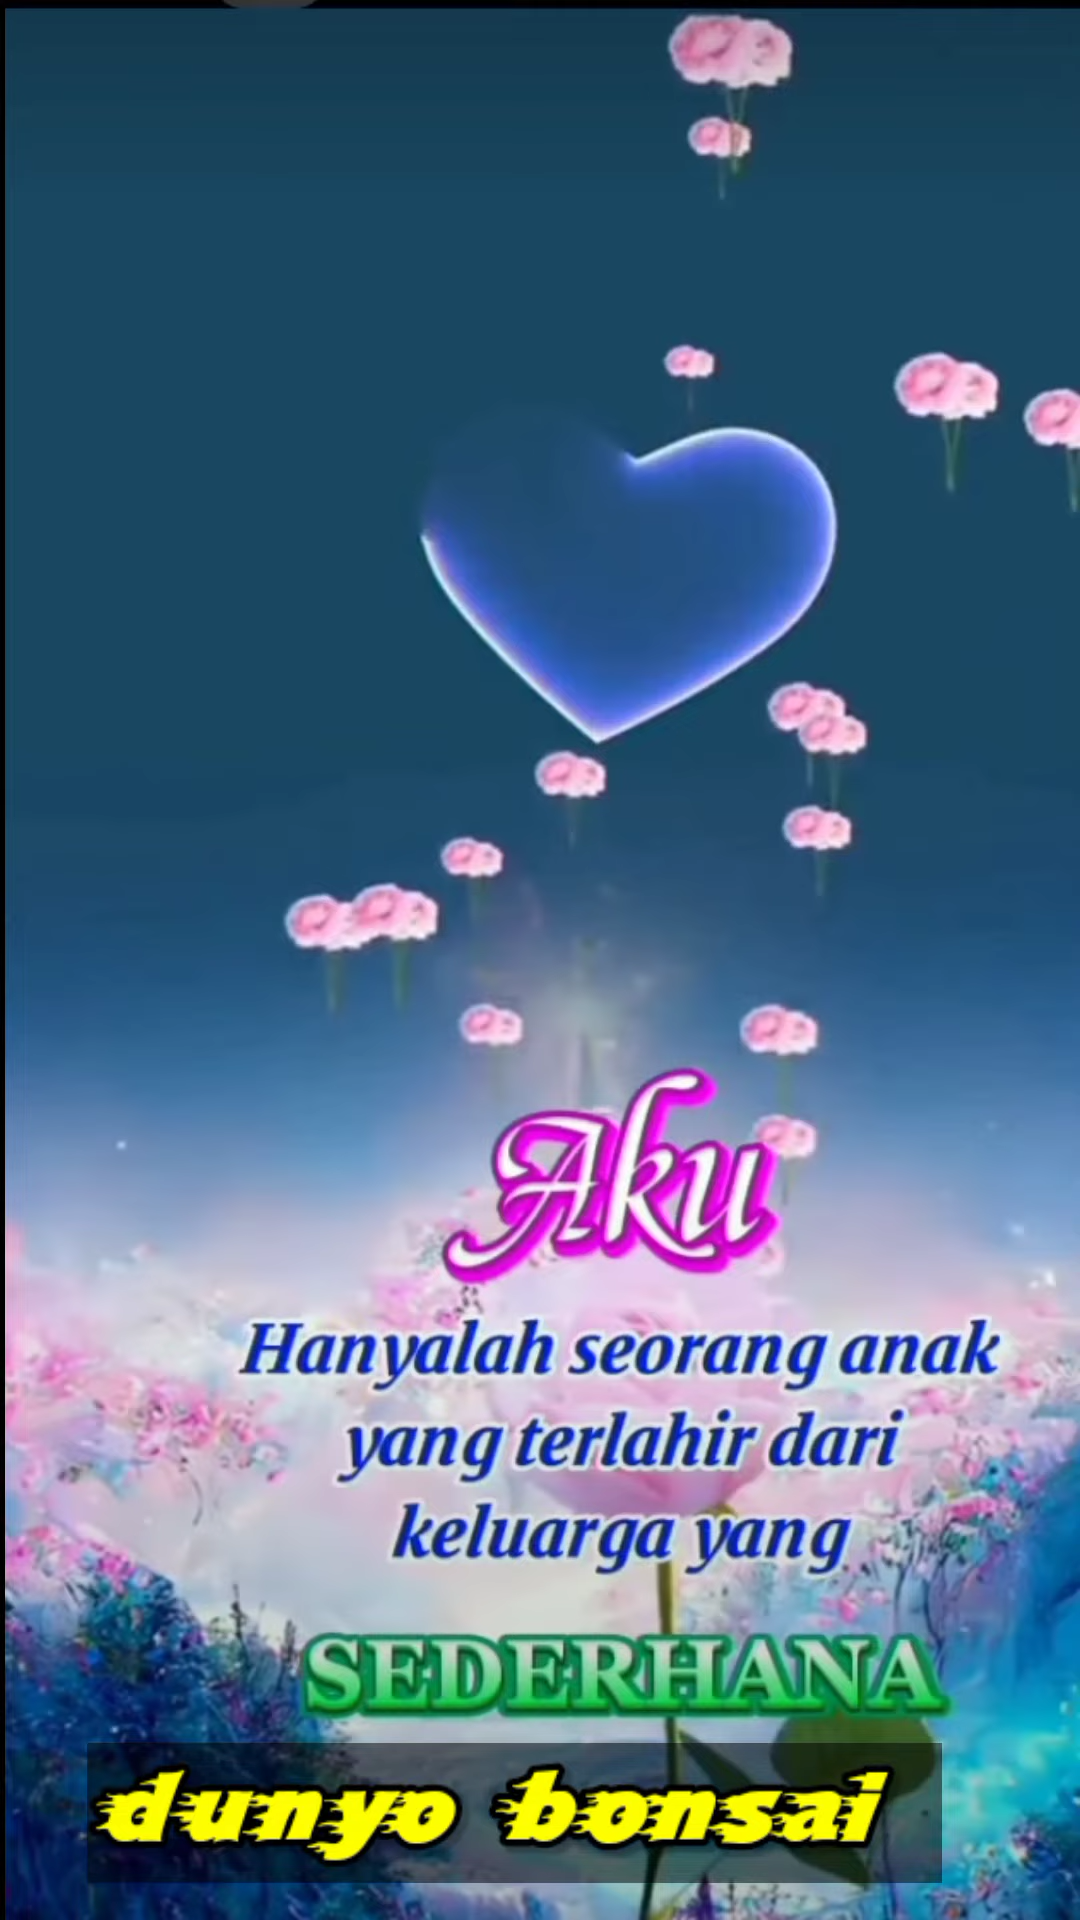 Aku
Hanyalah seorang anak
yang terlahir dari
keluarga yang
SEDERHANA
dunyo bonsai